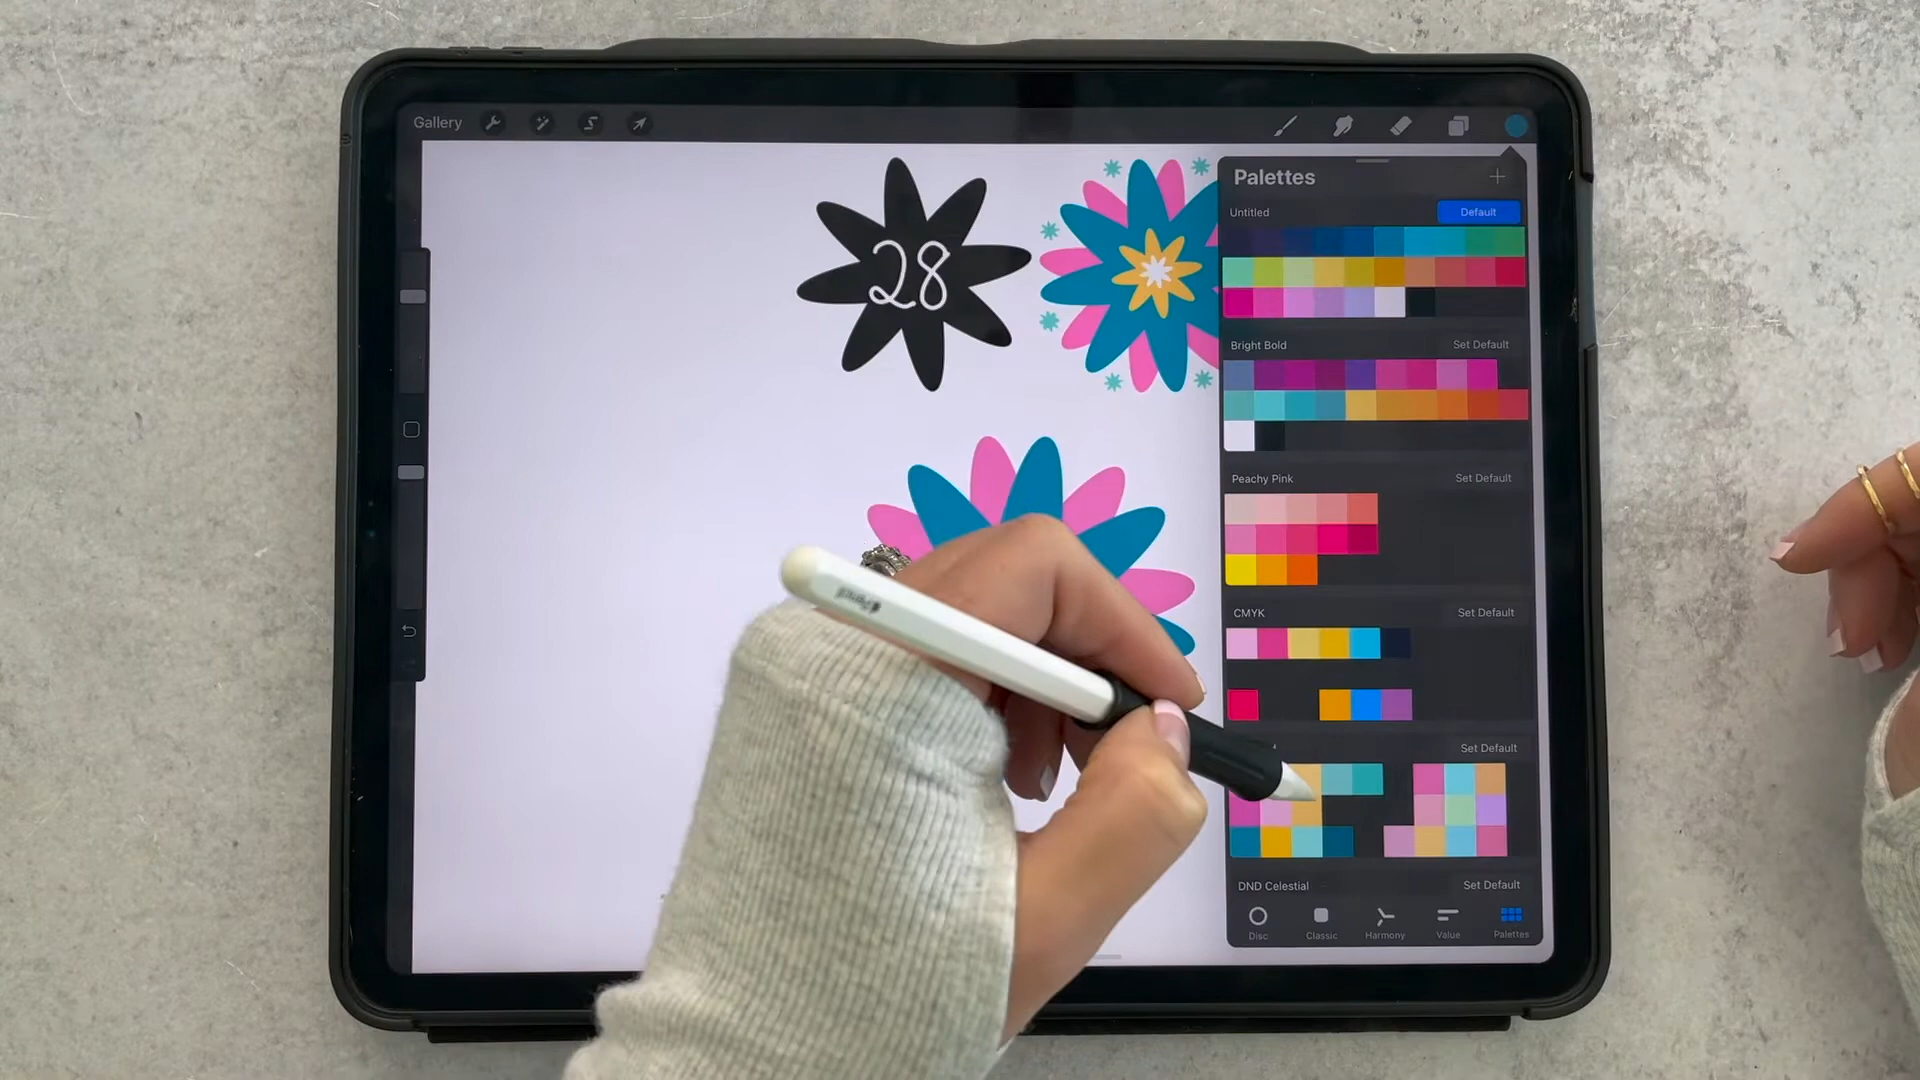 Gallery
28
Palettes
Untitled
Default
Bright Bold
Set Default
Peachy Pink
Set Default
CMYK
Set Default
Set Default
DND Celestial
Set Default
Disc
Classic
Harmony
Value
Palettes
Pencil